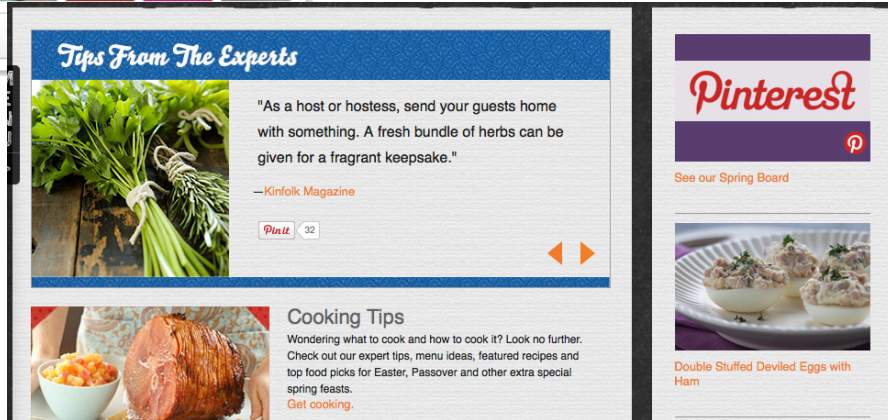 Tips From The Experts
"As a host or hostess, send your guests home
with something. A fresh bundle of herbs can be
given for a fragrant keepsake."
—Kinfolk Magazine
Pin it 32
Cooking Tips
Wondering what to cook and how to cook it? Look no further.
Check out our expert tips, menu ideas, featured recipes and
top food picks for Easter, Passover and other extra special
spring feasts.
Get cooking.
Pinterest
See our Spring Board
Double Stuffed Deviled Eggs with
Ham